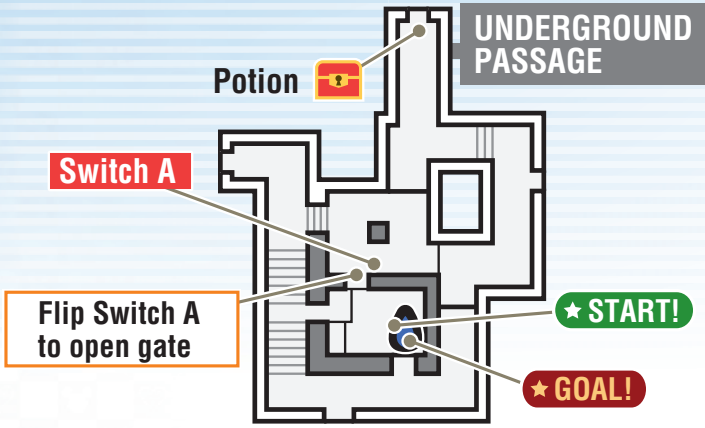 UNDERGROUND
PASSAGE
Potion
Switch A
Flip Switch A
to open gate
★ START!
★ GOAL!